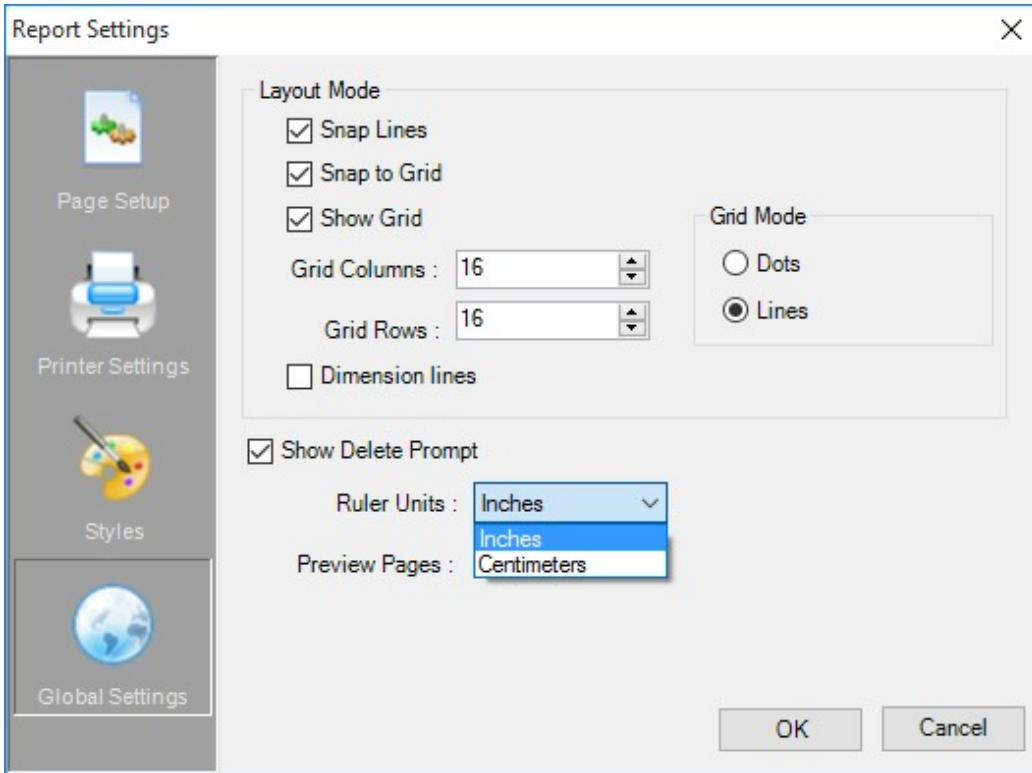 Report Settings
Page Setup
Printer Settings
Styles
Global Settings
Layout Mode
Snap Lines
Snap to Grid
Show Grid
Grid Columns : 16
Grid Rows : 16
Dimension lines
Grid Mode
Dots
Lines
Show Delete Prompt
Ruler Units : Inches
Inches
Centimeters
Preview Pages :
OK
Cancel